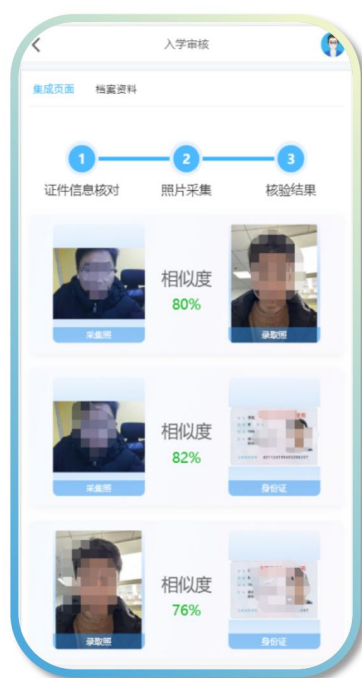 入学审核
集成页面 档案资料
1 2 3
证件信息核对 照片采集 核验结果
相似度
80%
采集照 录取照
相似度
82%
采集照 身份证
相似度
76%
录取照 身份证